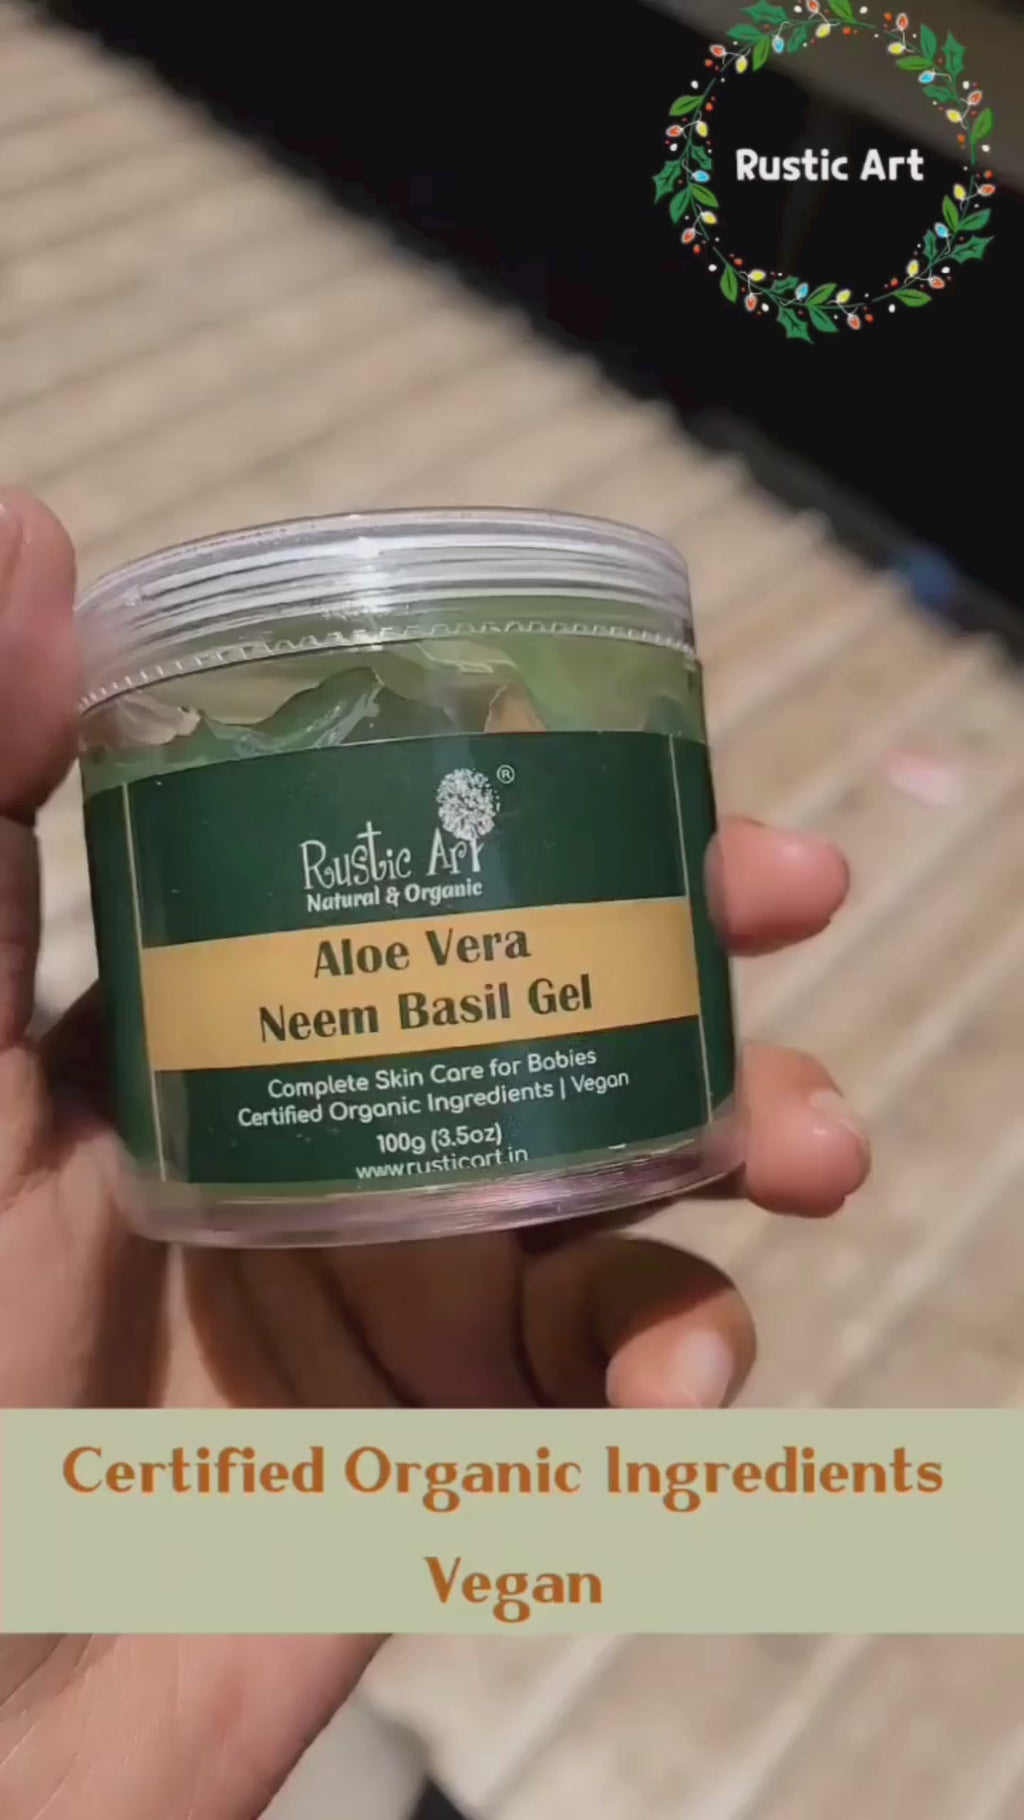 Rustic Art
Rustic Art ®
Natural & Organic
Aloe Vera
Neem Basil Gel
Complete Skin Care for Babies
Certified Organic Ingredients | Vegan
100g (3.5oz)
www.rusticart.in
Certified Organic Ingredients
Vegan